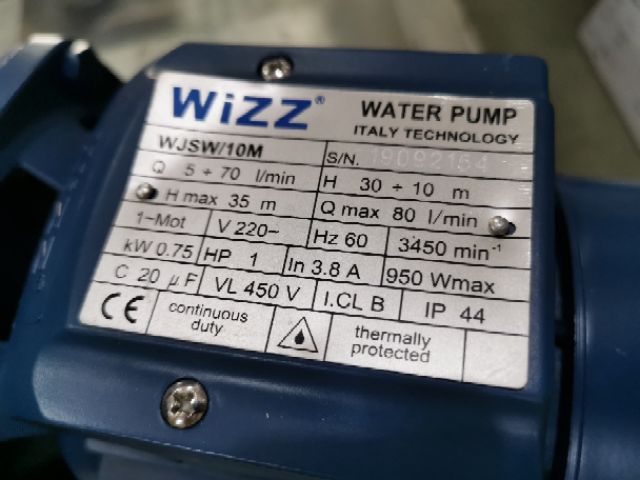 WiZZ® WATER PUMP
ITALY TECHNOLOGY
WJSW/10M S/N. 19092164
Q 5 ÷ 70 l/min H 30 ÷ 10 m
H max 35 m Q max 80 l/min
1~Mot V 220~ Hz 60 3450 min⁻¹
kW 0.75 HP 1 In 3.8 A 950 Wmax
C 20 µF VL 450 V I.CL B IP 44
CE continuous duty thermally protected